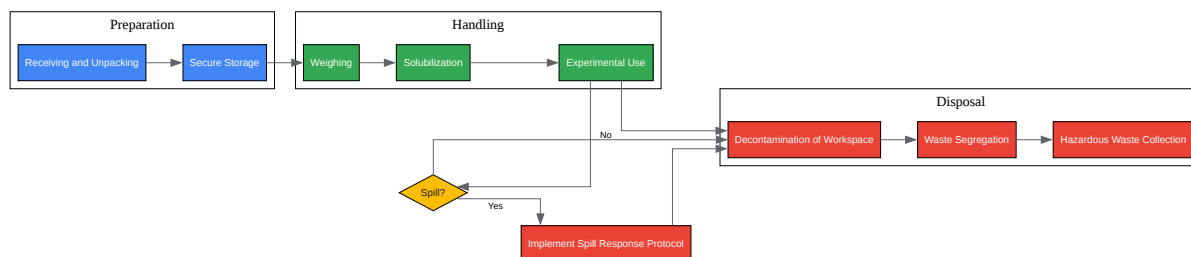 Preparation
Receiving and Unpacking
Secure Storage
Handling
Weighing
Solubilization
Experimental Use
Disposal
Decontamination of Workspace
Waste Segregation
Hazardous Waste Collection
No
Spill?
Yes
Implement Spill Response Protocol